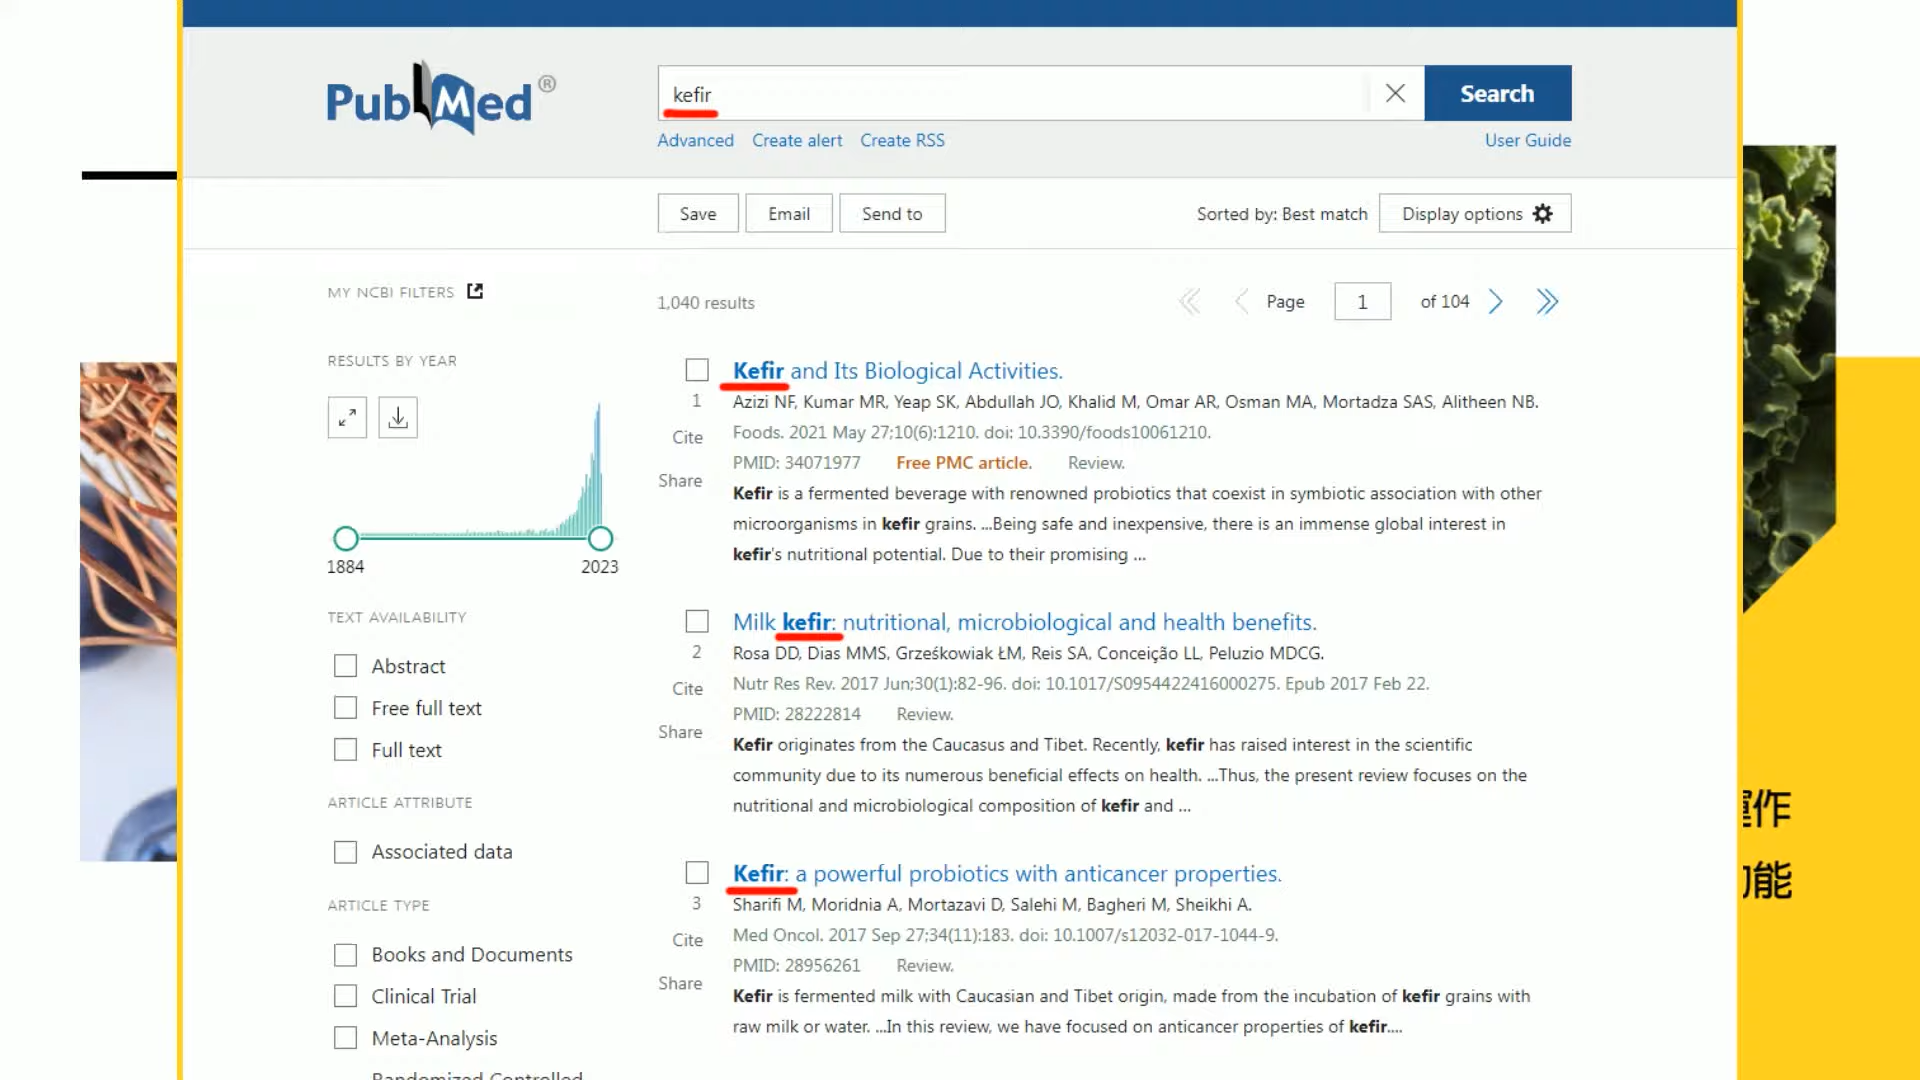 PubMed®
kefir
Search
Advanced Create alert Create RSS
User Guide
Save Email Send to
Sorted by: Best match Display options
MY NCBI FILTERS
1,040 results
Page 1 of 104
RESULTS BY YEAR
1884 2023
TEXT AVAILABILITY
Abstract
Free full text
Full text
ARTICLE ATTRIBUTE
Associated data
ARTICLE TYPE
Books and Documents
Clinical Trial
Meta-Analysis
Randomized Controlled
Kefir and Its Biological Activities.
1
Azizi NF, Kumar MR, Yeap SK, Abdullah JO, Khalid M, Omar AR, Osman MA, Mortadza SAS, Alitheen NB.
Cite
Foods. 2021 May 27;10(6):1210. doi: 10.3390/foods10061210.
PMID: 34071977 Free PMC article. Review.
Share
Kefir is a fermented beverage with renowned probiotics that coexist in symbiotic association with other
microorganisms in kefir grains. ...Being safe and inexpensive, there is an immense global interest in
kefir's nutritional potential. Due to their promising ...
Milk kefir: nutritional, microbiological and health benefits.
2
Rosa DD, Dias MMS, Grześkowiak ŁM, Reis SA, Conceição LL, Peluzio MDCG.
Cite
Nutr Res Rev. 2017 Jun;30(1):82-96. doi: 10.1017/S0954422416000275. Epub 2017 Feb 22.
PMID: 28222814 Review.
Share
Kefir originates from the Caucasus and Tibet. Recently, kefir has raised interest in the scientific
community due to its numerous beneficial effects on health. ...Thus, the present review focuses on the
nutritional and microbiological composition of kefir and ...
Kefir: a powerful probiotics with anticancer properties.
3
Sharifi M, Moridnia A, Mortazavi D, Salehi M, Bagheri M, Sheikhi A.
Cite
Med Oncol. 2017 Sep 27;34(11):183. doi: 10.1007/s12032-017-1044-9.
PMID: 28956261 Review.
Share
Kefir is fermented milk with Caucasian and Tibet origin, made from the incubation of kefir grains with
raw milk or water. ...In this review, we have focused on anticancer properties of kefir....
作
能